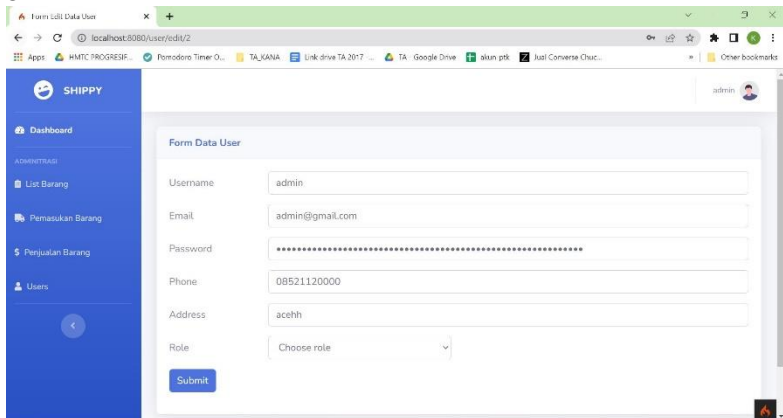 Form Edit Data User
localhost:8080/user/edit/2
Apps HMTC PROGRESIF... Pomodoro Timer O... TA_KANA Link drive TA 2017 ... TA Google Drive akun ptk Jual Converse Chuc... » Other bookmarks
SHIPPY
admin
Dashboard
ADMINISTRASI
List Barang
Pemasukan Barang
Penjualan Barang
Users
Form Data User
Username admin
Email admin@gmail.com
Password
Phone 08521120000
Address acehh
Role Choose role
Submit